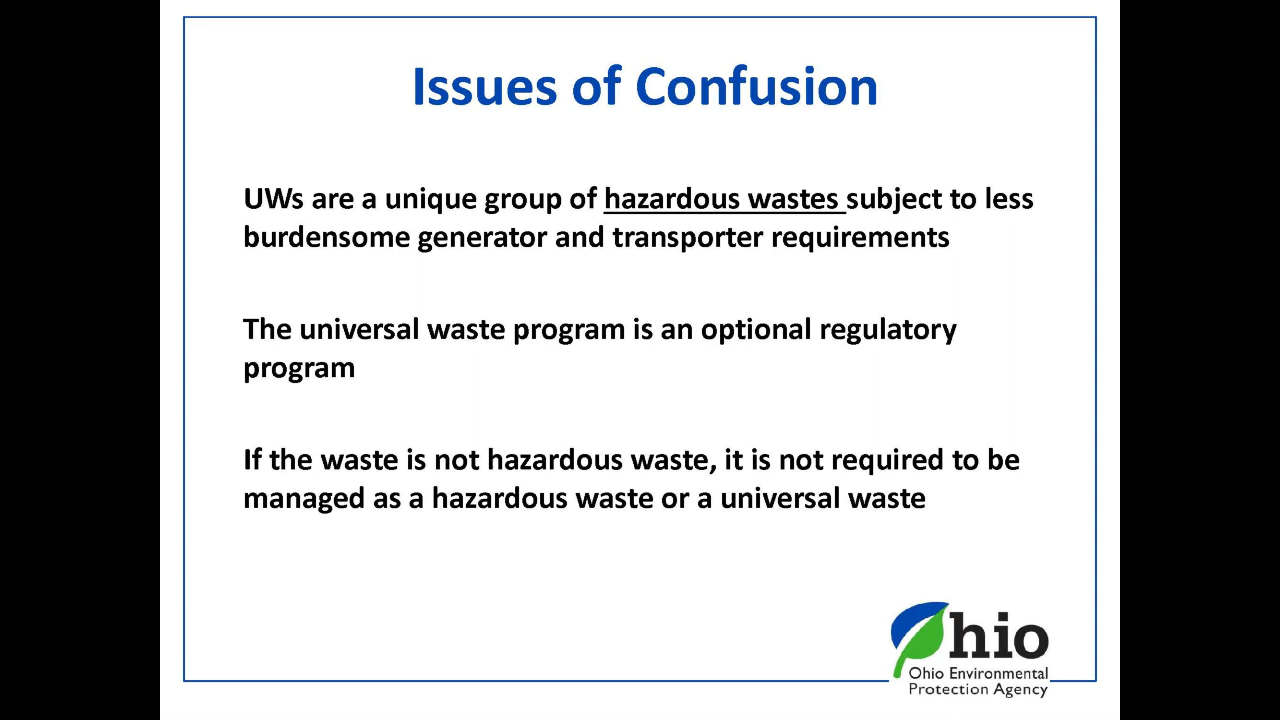 Issues of Confusion
UWs are a unique group of hazardous wastes subject to less
burdensome generator and transporter requirements
The universal waste program is an optional regulatory
program
If the waste is not hazardous waste, it is not required to be
managed as a hazardous waste or a universal waste
Ohio
Ohio Environmental
Protection Agency